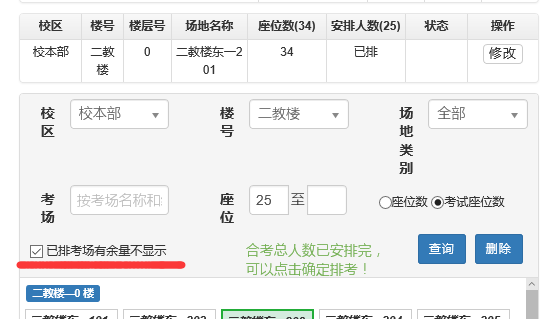 校区 楼号 楼层号 场地名称 座位数(34) 安排人数(25) 状态 操作
校本部 二教楼 0 二教楼东一201 34 已排 修改
校区 校本部 楼号 二教楼 场地类别 全部
考场 按考场名称和 座位 25 至 座位数 考试座位数
已排考场有余量不显示 合考总人数已安排完，
可以点击确定排考！ 查询 删除
二教楼—0 楼